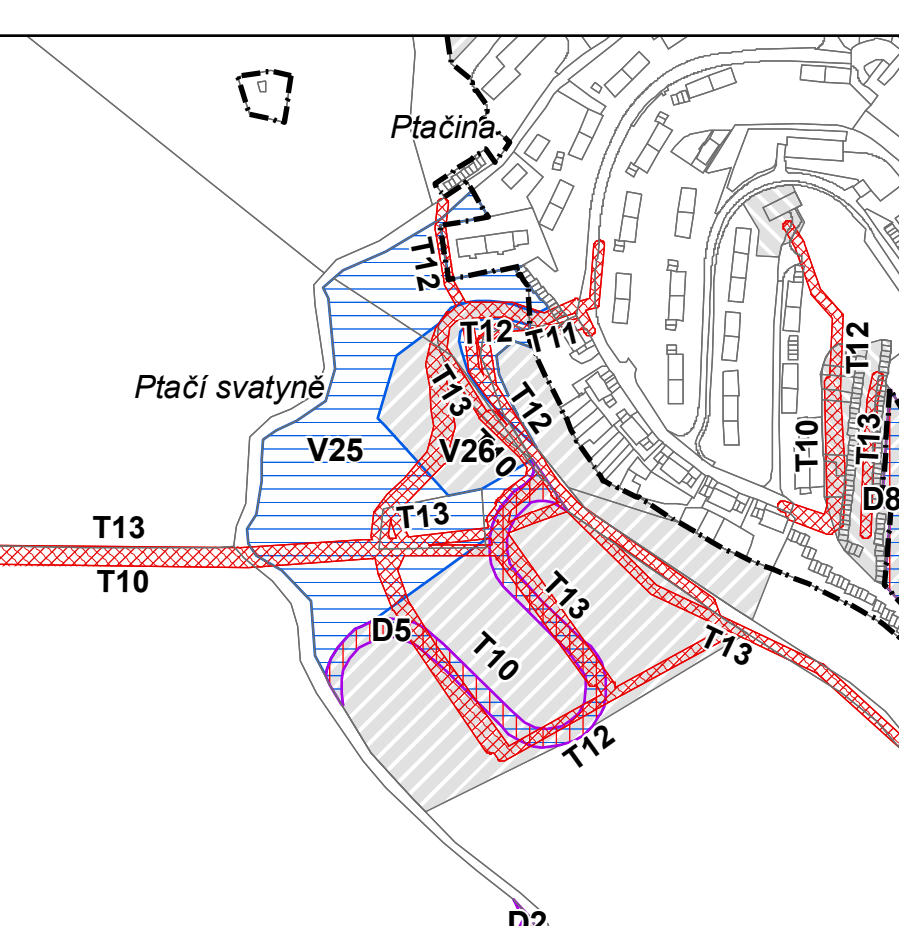 Ptačina
T12
T12
T11
T12
Ptačí svatyně
T13
T12
V25
V26
T10
T10
T13
D8
T13
T13
T10
T13
D5
T10
T13
T12
D2